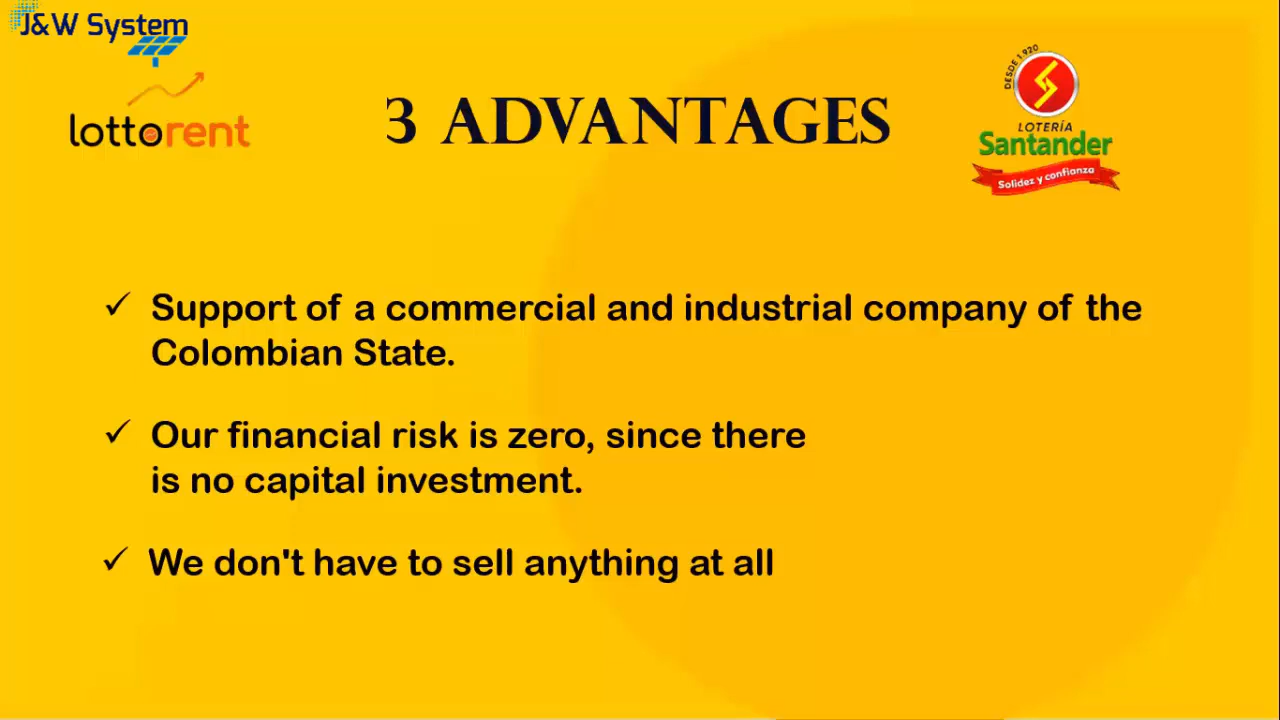 J&W System
lottorent
3 ADVANTAGES
DESDE 1.920
LOTERÍA
Santander
Solidez y confianza
✓ Support of a commercial and industrial company of the
Colombian State.
✓ Our financial risk is zero, since there
is no capital investment.
✓ We don't have to sell anything at all